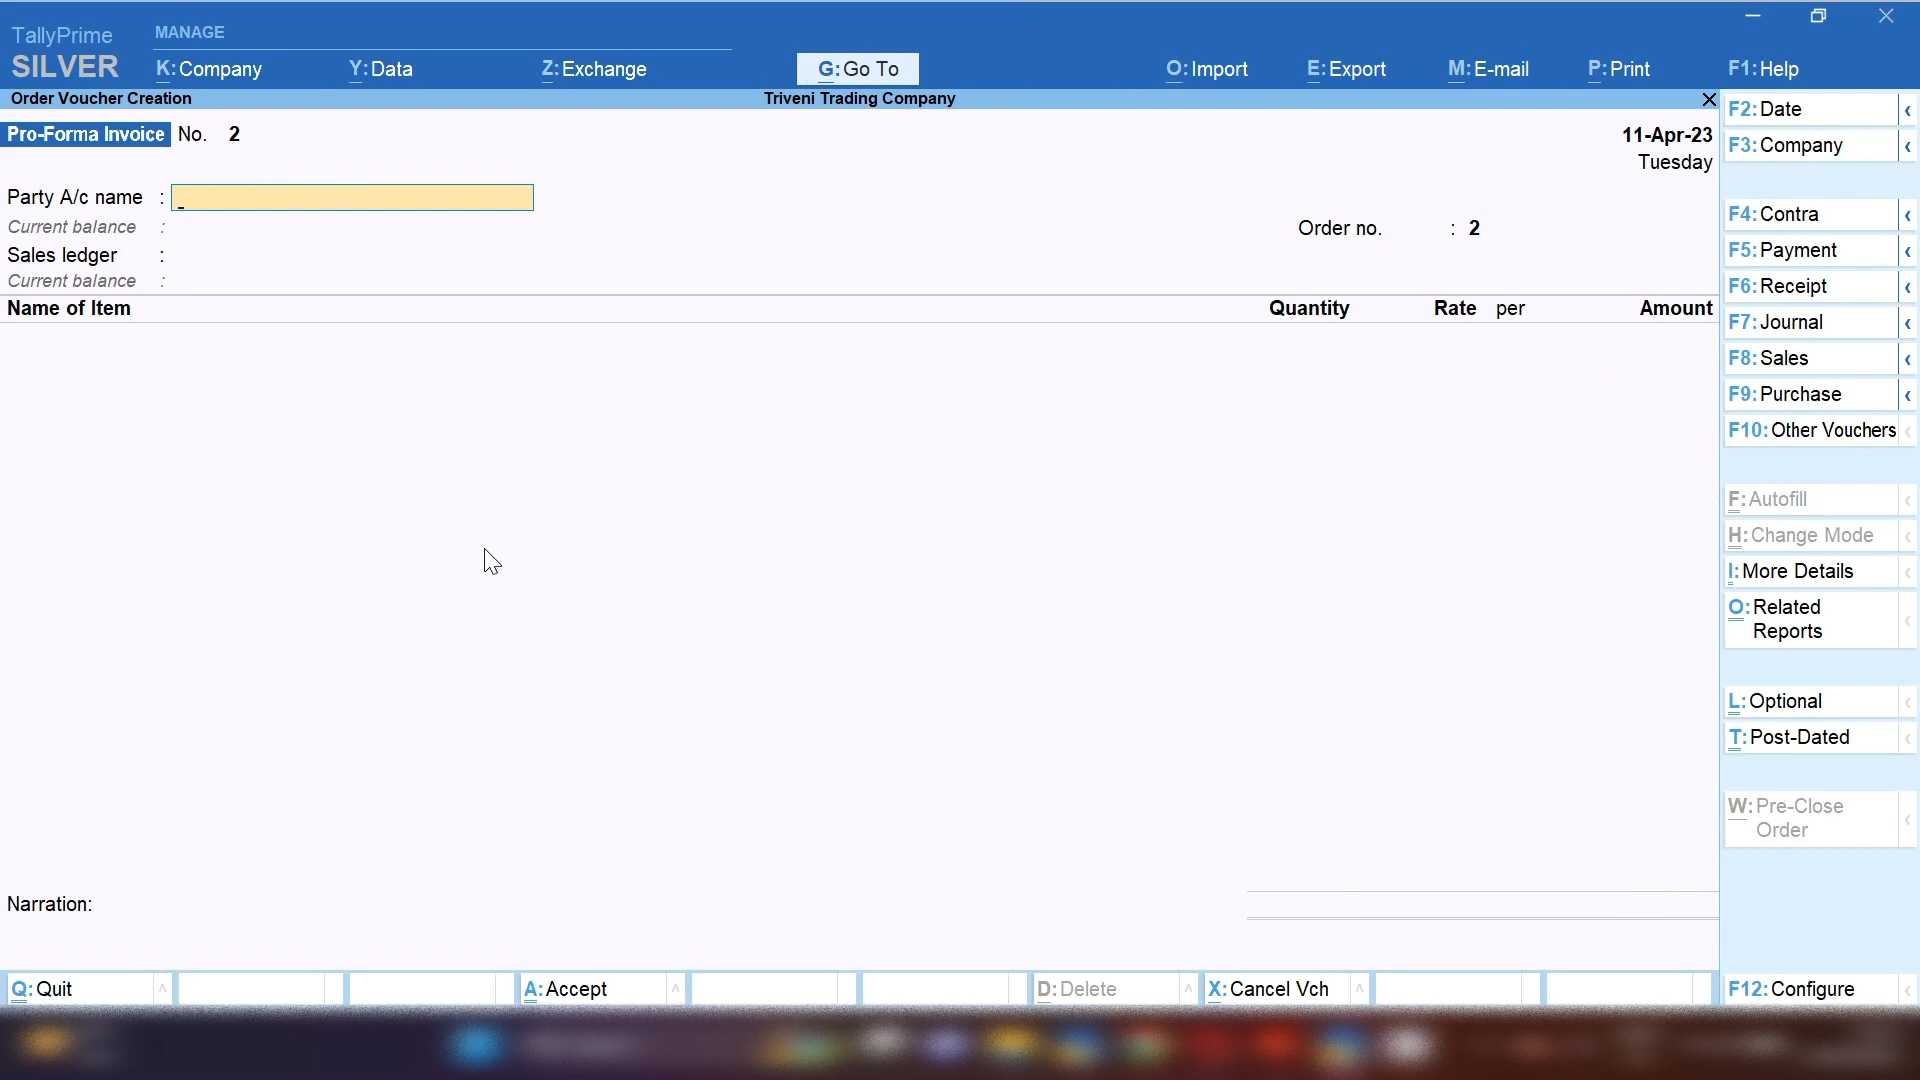 TallyPrime
SILVER
MANAGE
K:Company Y:Data Z:Exchange G:Go To O:Import E:Export M:E-mail P:Print F1:Help
Order Voucher Creation Triveni Trading Company
Pro-Forma Invoice No. 2 11-Apr-23
Tuesday
Party A/c name :
Current balance : Order no. : 2
Sales ledger :
Current balance :
Name of Item Quantity Rate per Amount
Narration:
Q:Quit A:Accept D:Delete X:Cancel Vch
F2:Date
F3:Company
F4:Contra
F5:Payment
F6:Receipt
F7:Journal
F8:Sales
F9:Purchase
F10:Other Vouchers
F:Autofill
H:Change Mode
I:More Details
O:Related
Reports
L:Optional
T:Post-Dated
W:Pre-Close
Order
F12:Configure